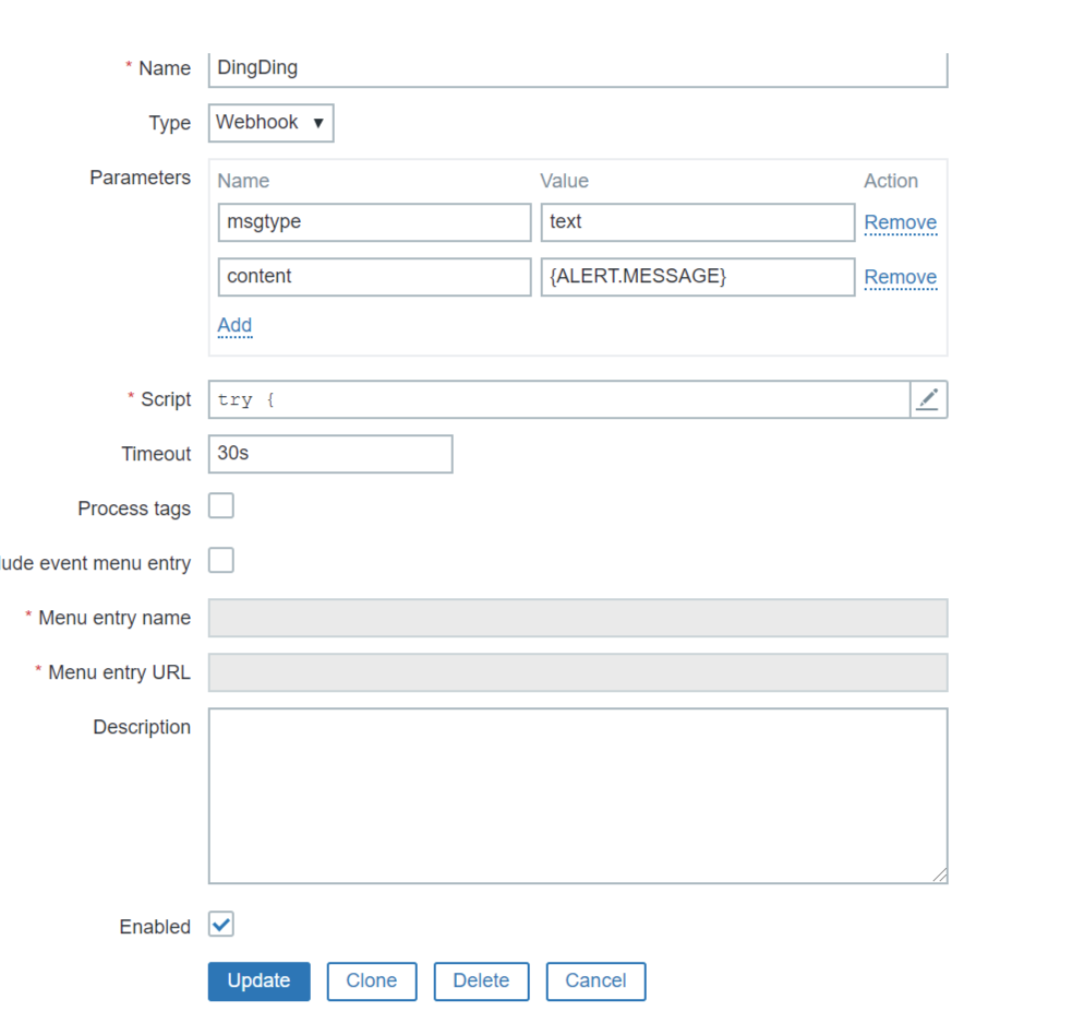 * Name DingDing
Type Webhook ▼
Parameters Name Value Action
msgtype text Remove
content {ALERT.MESSAGE} Remove
Add
* Script try {
Timeout 30s
Process tags
lude event menu entry
* Menu entry name
* Menu entry URL
Description
Enabled
Update Clone Delete Cancel